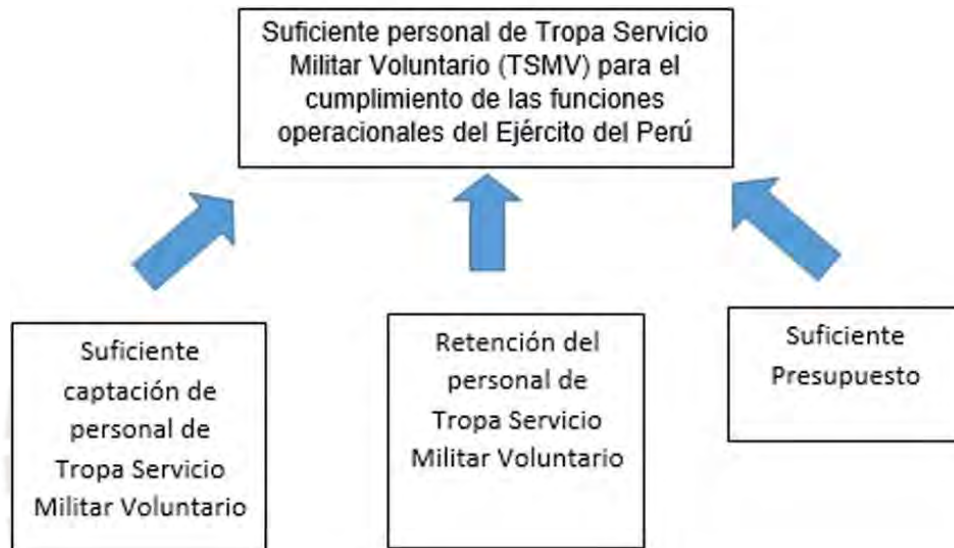 Suficiente personal de Tropa Servicio
Militar Voluntario (TSMV) para el
cumplimiento de las funciones
operacionales del Ejército del Perú
Suficiente
captación de
personal de
Tropa Servicio
Militar Voluntario
Retención del
personal de
Tropa Servicio
Militar Voluntario
Suficiente
Presupuesto